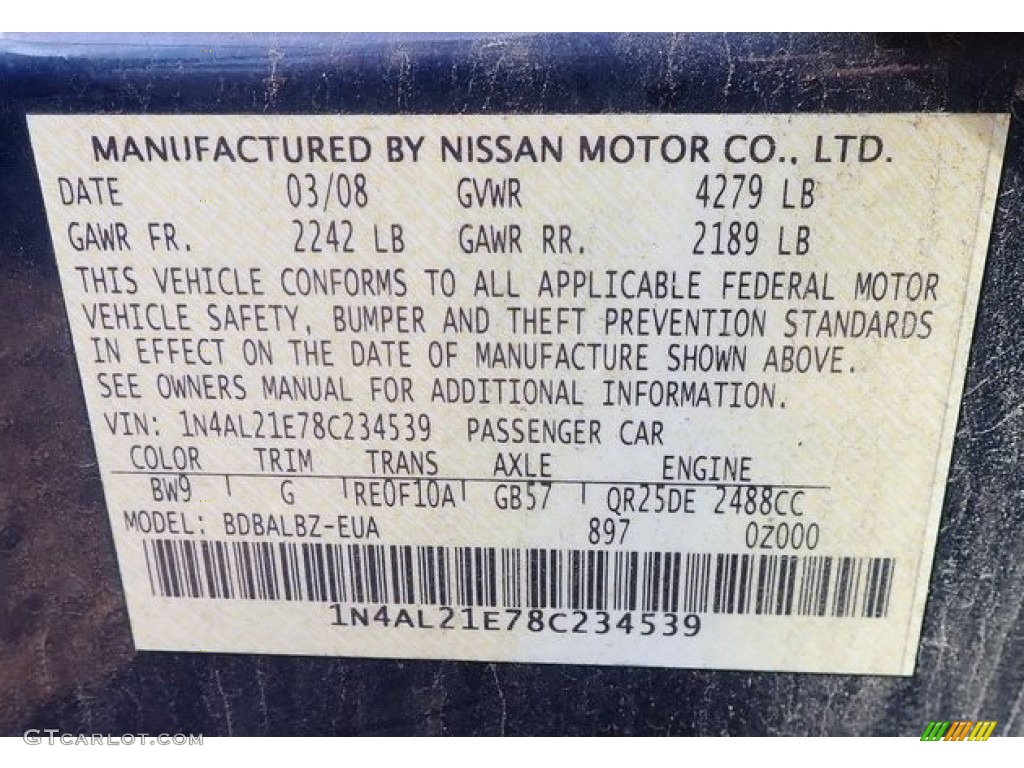 MANUFACTURED BY NISSAN MOTOR CO., LTD.
DATE 03/08 GVWR 4279 LB
GAWR FR. 2242 LB GAWR RR. 2189 LB
THIS VEHICLE CONFORMS TO ALL APPLICABLE FEDERAL MOTOR
VEHICLE SAFETY, BUMPER AND THEFT PREVENTION STANDARDS
IN EFFECT ON THE DATE OF MANUFACTURE SHOWN ABOVE.
SEE OWNERS MANUAL FOR ADDITIONAL INFORMATION.
VIN: 1N4AL21E78C234539 PASSENGER CAR
COLOR TRIM TRANS AXLE ENGINE
BW9 G RE0F10A GB57 QR25DE 2488CC
MODEL: BDBALBZ-EUA 897 0Z000
1N4AL21E78C234539
GTCARLOT.COM